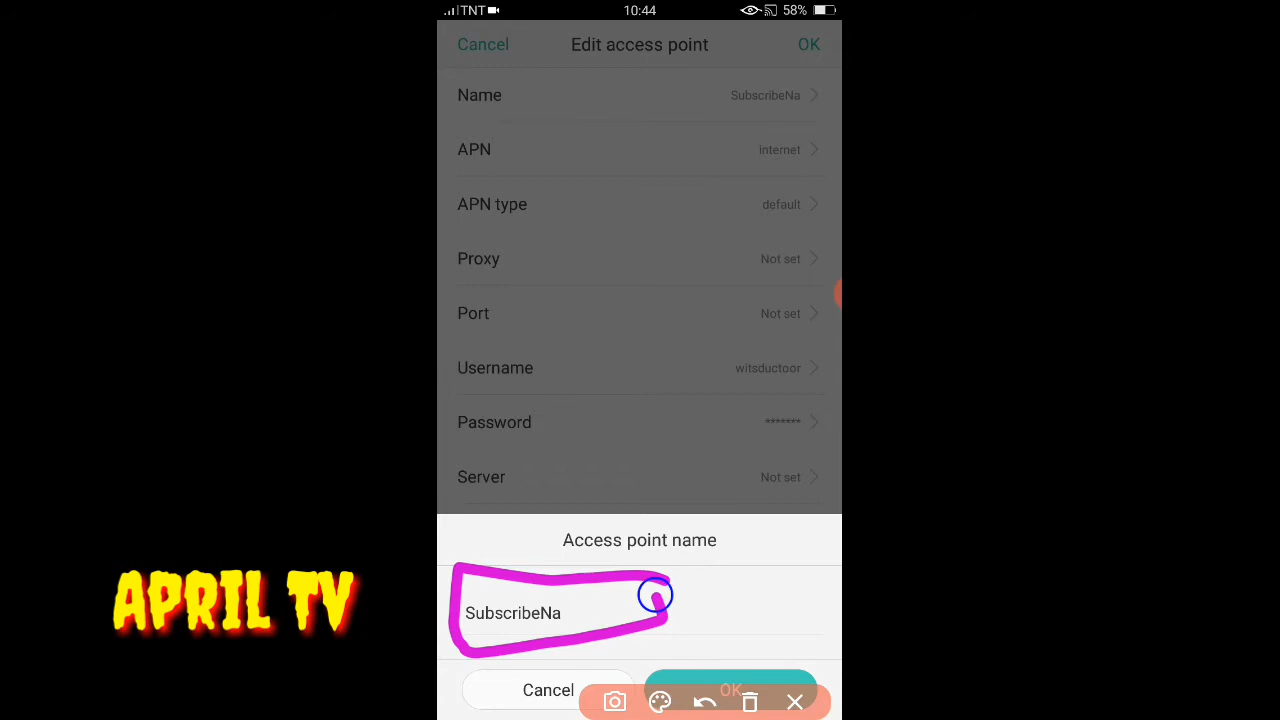 TNT 10:44 58%
Cancel Edit access point OK
Name SubscribeNa
APN internet
APN type default
Proxy Not set
Port Not set
Username witsductoor
Password *******
Server Not set
Access point name
SubscribeNa
Cancel OK
APRIL TV